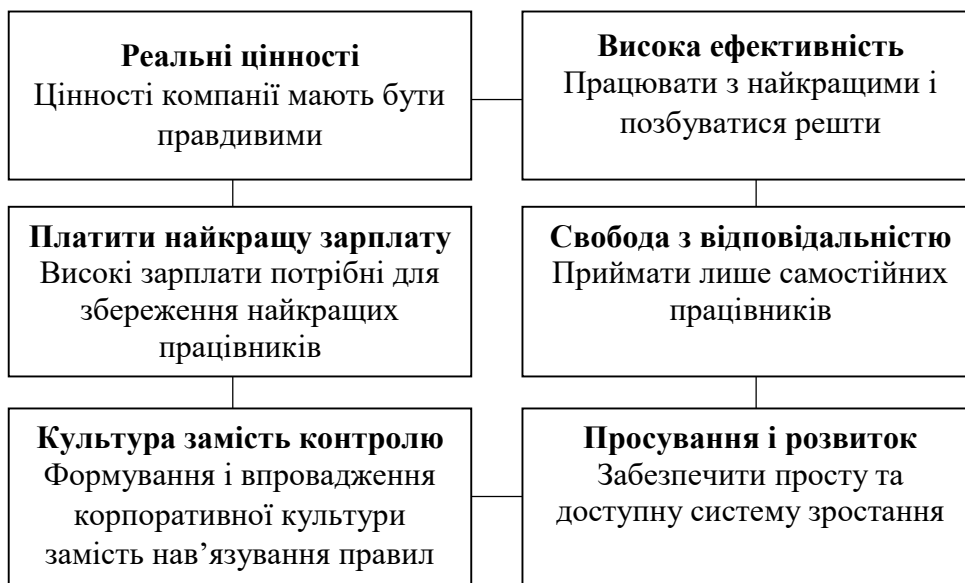 Реальні цінності
Цінності компанії мають бути
правдивими
Висока ефективність
Працювати з найкращими і
позбуватися решти
Платити найкращу зарплату
Високі зарплати потрібні для
збереження найкращих
працівників
Свобода з відповідальністю
Приймати лише самостійних
працівників
Культура замість контролю
Формування і впровадження
корпоративної культури
замість нав’язування правил
Просування і розвиток
Забезпечити просту та
доступну систему зростання